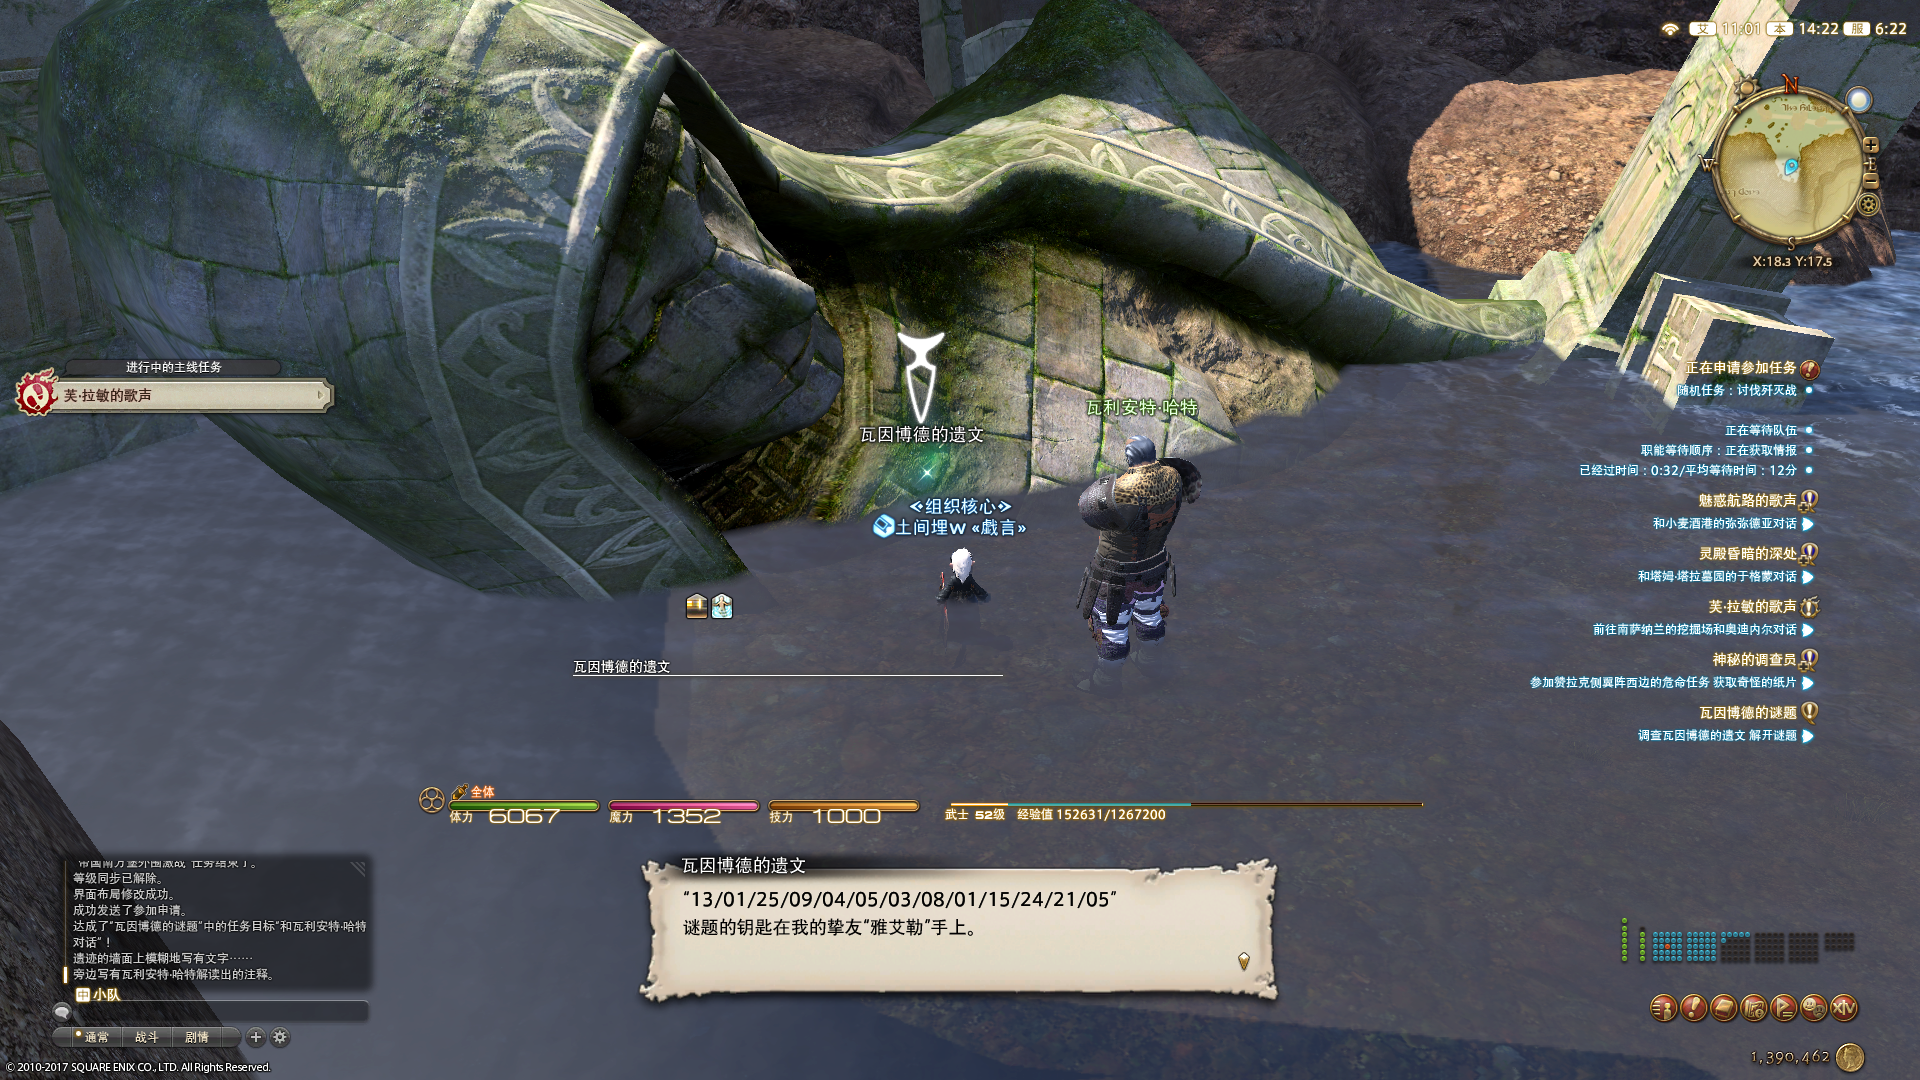 艾 11:01 本 14:22 服 6:22
N
W
E
S
X:18.3 Y:17.5
进行中的主线任务
芙·拉敏的歌声
正在申请参加任务
随机任务：讨伐歼灭战
正在等待队伍
职能等待顺序：正在获取情报
已经过时间：0:32/平均等待时间：12分
魅惑航路的歌声
和小麦酒港的弥弥德亚对话
灵殿昏暗的深处
和塔姆·塔拉墓园的于格蒙对话
芙·拉敏的歌声
前往南萨纳兰的挖掘场和奥迪内尔对话
神秘的调查员
参加赞拉克侧翼阵西边的危命任务 获取奇怪的纸片
瓦因博德的谜题
调查瓦因博德的遗文 解开谜题
瓦利安特·哈特
瓦因博德的遗文
≪组织核心≫
土间埋w «戯言»
瓦因博德的遗文
全体
体力 6067 魔力 1352 技力 1000
武士 52级 经验值 152631/1267200
瓦因博德的遗文
“13/01/25/09/04/05/03/08/01/15/24/21/05”
谜题的钥匙在我的挚友“雅艾勒”手上。
等级同步已解除。
界面布局修改成功。
成功发送了参加申请。
达成了“瓦因博德的谜题”中的任务目标“和瓦利安特·哈特
对话”！
遗迹的墙面上模糊地写有文字……
旁边写有瓦利安特·哈特解读出的注释。
中 小队
通常 战斗 剧情
XIV
1,390,462
© 2010-2017 SQUARE ENIX CO., LTD. All Rights Reserved.